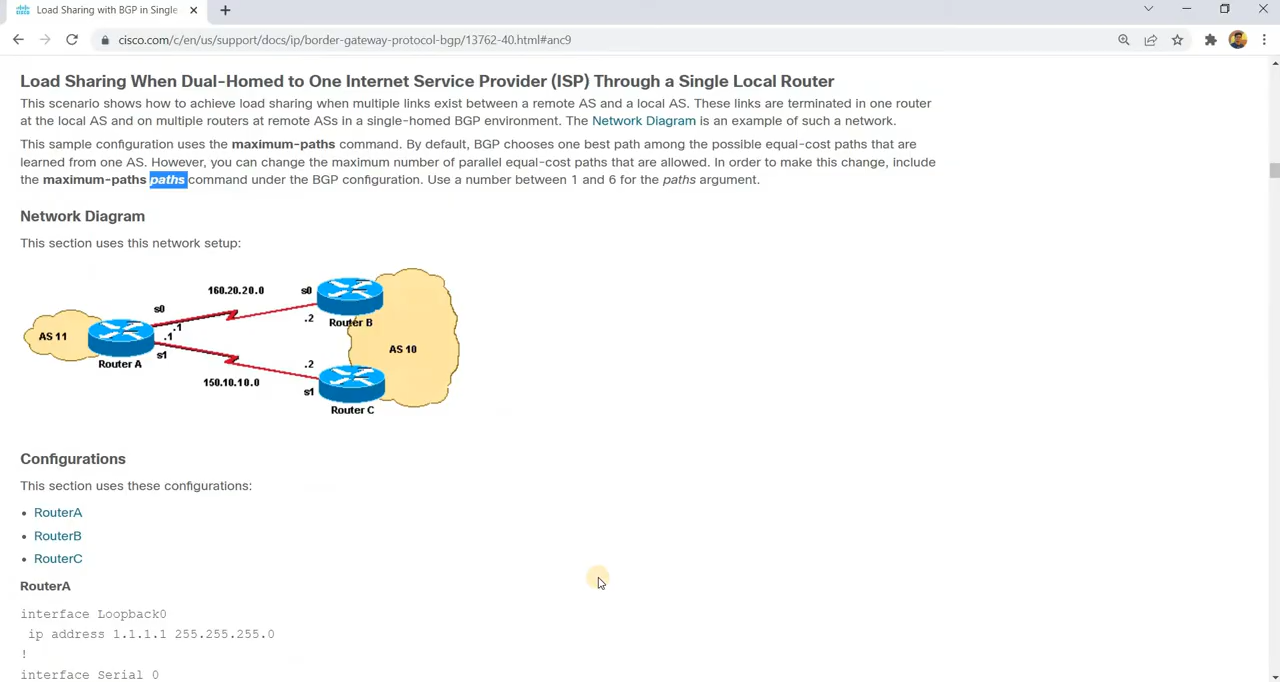 Load Sharing with BGP in Single
cisco.com/c/en/us/support/docs/ip/border-gateway-protocol-bgp/13762-40.html#anc9
Load Sharing When Dual-Homed to One Internet Service Provider (ISP) Through a Single Local Router
This scenario shows how to achieve load sharing when multiple links exist between a remote AS and a local AS. These links are terminated in one router
at the local AS and on multiple routers at remote ASs in a single-homed BGP environment. The Network Diagram is an example of such a network.
This sample configuration uses the maximum-paths command. By default, BGP chooses one best path among the possible equal-cost paths that are
learned from one AS. However, you can change the maximum number of parallel equal-cost paths that are allowed. In order to make this change, include
the maximum-paths paths command under the BGP configuration. Use a number between 1 and 6 for the paths argument.
Network Diagram
This section uses this network setup:
160.20.20.0
s0
s0
.2
Router B
.1
AS 11
.1
AS 10
s1
Router A
.2
150.10.10.0
s1
Router C
Configurations
This section uses these configurations:
• RouterA
• RouterB
• RouterC
RouterA
interface Loopback0
ip address 1.1.1.1 255.255.255.0
!
interface Serial 0